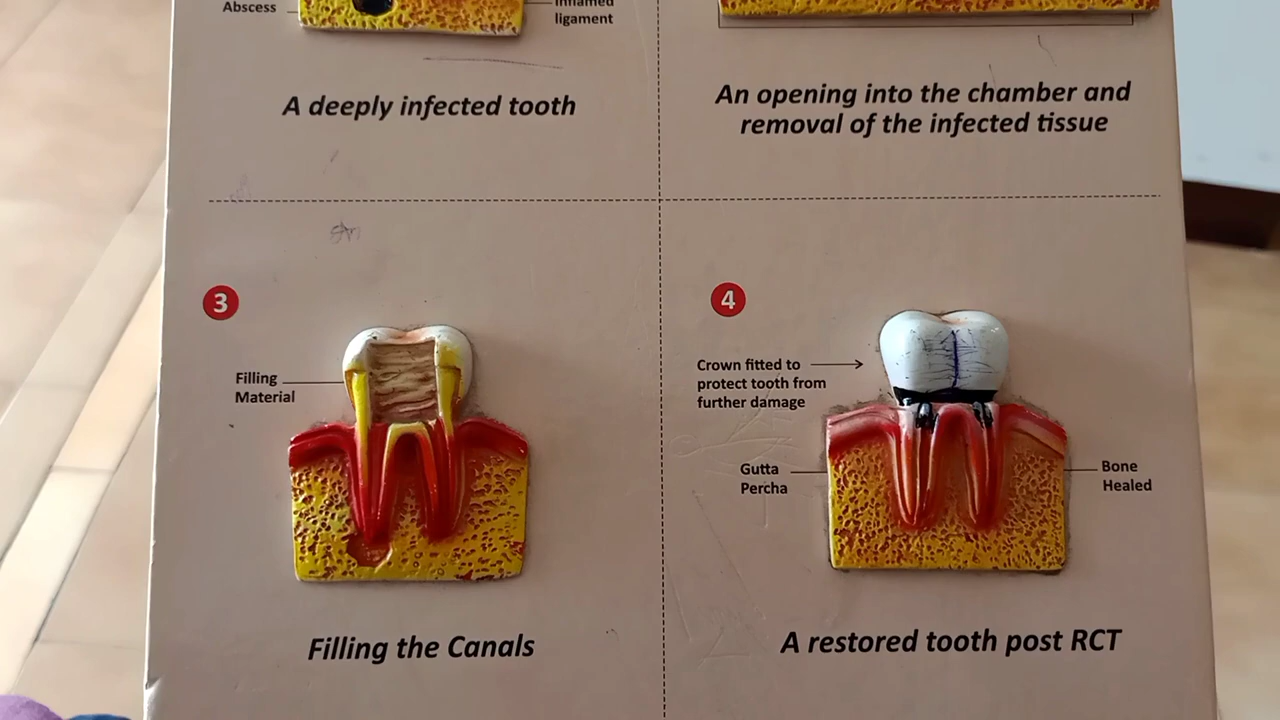 Abscess
Inflamed
ligament
A deeply infected tooth
An opening into the chamber and
removal of the infected tissue
3
Filling
Material
Filling the Canals
4
Crown fitted to
protect tooth from
further damage
Gutta
Percha
Bone
Healed
A restored tooth post RCT